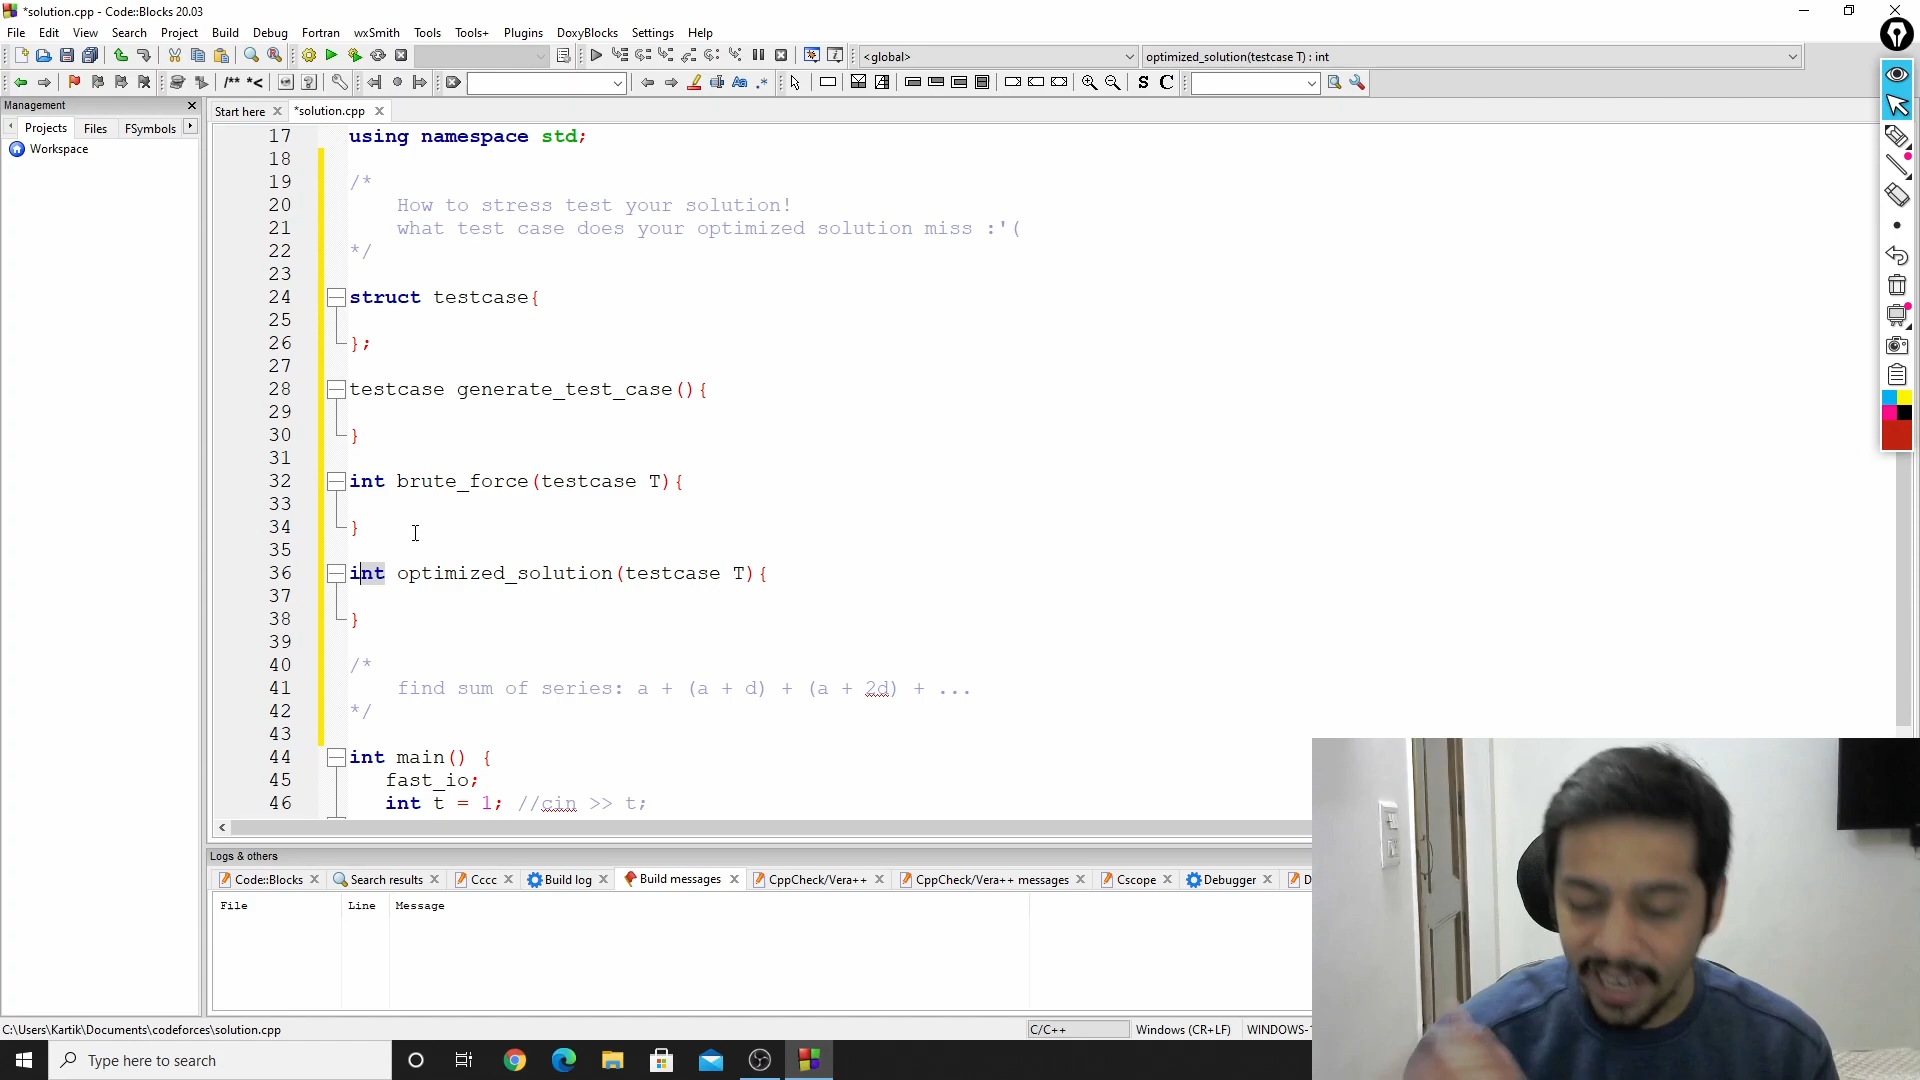 *solution.cpp - Code::Blocks 20.03
File Edit View Search Project Build Debug Fortran wxSmith Tools Tools+ Plugins DoxyBlocks Settings Help
<global>
optimized_solution(testcase T) : int
/** *<
Aa .*
S C
Management
Start here
*solution.cpp
Projects Files FSymbols
Workspace
17 using namespace std;
18
19 /*
20 How to stress test your solution!
21 what test case does your optimized solution miss :'(
22 */
23
24 struct testcase{
25
26 };
27
28 testcase generate_test_case(){
29
30 }
31
32 int brute_force(testcase T){
33
34 }
35
36 int optimized_solution(testcase T){
37
38 }
39
40 /*
41 find sum of series: a + (a + d) + (a + 2d) + ...
42 */
43
44 int main() {
45 fast_io;
46 int t = 1; //cin >> t;
Logs & others
Code::Blocks Search results Cccc Build log Build messages CppCheck/Vera++ CppCheck/Vera++ messages Cscope Debugger D
File Line Message
C:\Users\Kartik\Documents\codeforces\solution.cpp
C/C++
Windows (CR+LF)
WINDOWS-1
Type here to search